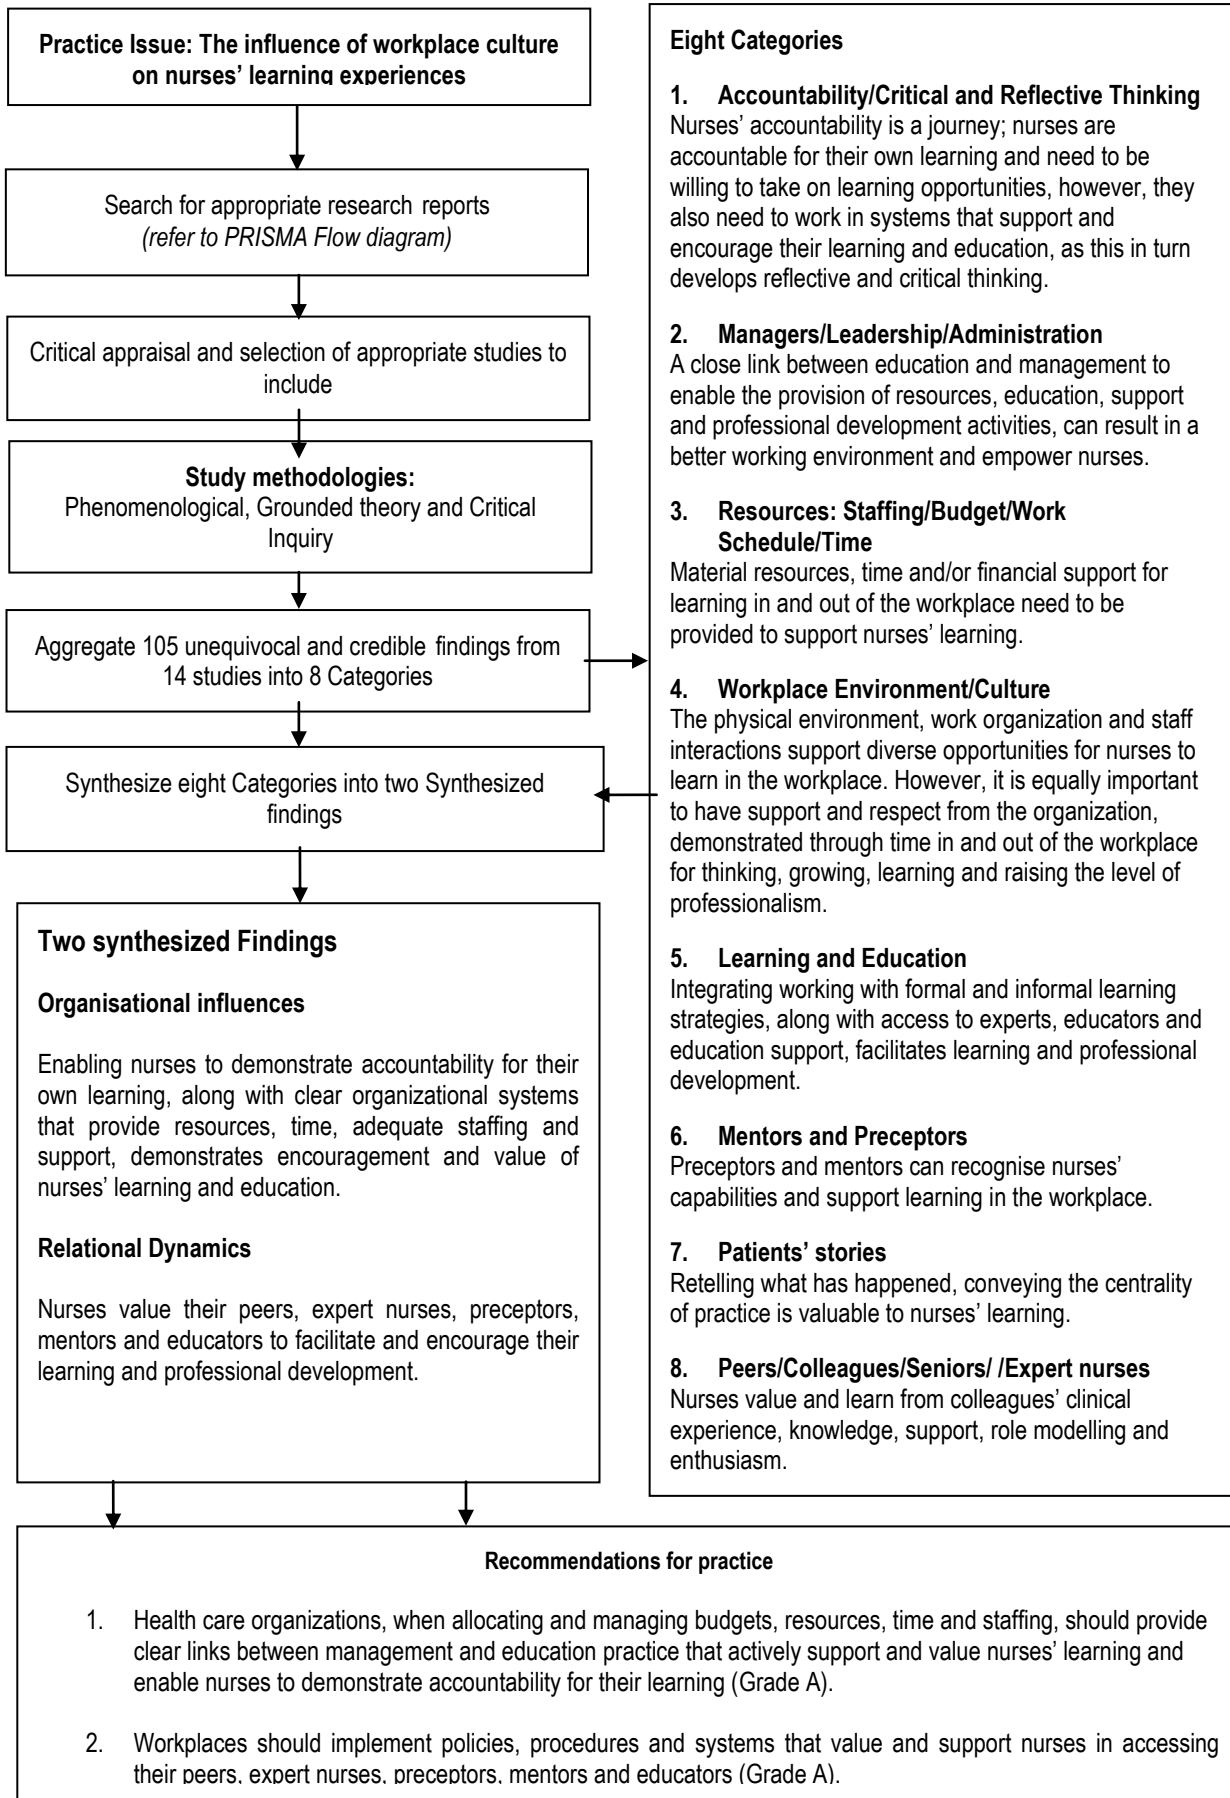 Practice Issue: The influence of workplace culture
on nurses’ learning experiences
Search for appropriate research reports
(refer to PRISMA Flow diagram)
Critical appraisal and selection of appropriate studies to
include
Study methodologies:
Phenomenological, Grounded theory and Critical
Inquiry
Aggregate 105 unequivocal and credible findings from
14 studies into 8 Categories
Synthesize eight Categories into two Synthesized
findings
Two synthesized Findings
Organisational influences
Enabling nurses to demonstrate accountability for their
own learning, along with clear organizational systems
that provide resources, time, adequate staffing and
support, demonstrates encouragement and value of
nurses’ learning and education.
Relational Dynamics
Nurses value their peers, expert nurses, preceptors,
mentors and educators to facilitate and encourage their
learning and professional development.
Eight Categories
1. Accountability/Critical and Reflective Thinking
Nurses’ accountability is a journey; nurses are
accountable for their own learning and need to be
willing to take on learning opportunities, however, they
also need to work in systems that support and
encourage their learning and education, as this in turn
develops reflective and critical thinking.
2. Managers/Leadership/Administration
A close link between education and management to
enable the provision of resources, education, support
and professional development activities, can result in a
better working environment and empower nurses.
3. Resources: Staffing/Budget/Work
Schedule/Time
Material resources, time and/or financial support for
learning in and out of the workplace need to be
provided to support nurses’ learning.
4. Workplace Environment/Culture
The physical environment, work organization and staff
interactions support diverse opportunities for nurses to
learn in the workplace. However, it is equally important
to have support and respect from the organization,
demonstrated through time in and out of the workplace
for thinking, growing, learning and raising the level of
professionalism.
5. Learning and Education
Integrating working with formal and informal learning
strategies, along with access to experts, educators and
education support, facilitates learning and professional
development.
6. Mentors and Preceptors
Preceptors and mentors can recognise nurses’
capabilities and support learning in the workplace.
7. Patients’ stories
Retelling what has happened, conveying the centrality
of practice is valuable to nurses’ learning.
8. Peers/Colleagues/Seniors/ /Expert nurses
Nurses value and learn from colleagues’ clinical
experience, knowledge, support, role modelling and
enthusiasm.
Recommendations for practice
1. Health care organizations, when allocating and managing budgets, resources, time and staffing, should provide
clear links between management and education practice that actively support and value nurses’ learning and
enable nurses to demonstrate accountability for their learning (Grade A).
2. Workplaces should implement policies, procedures and systems that value and support nurses in accessing
their peers, expert nurses, preceptors, mentors and educators (Grade A).